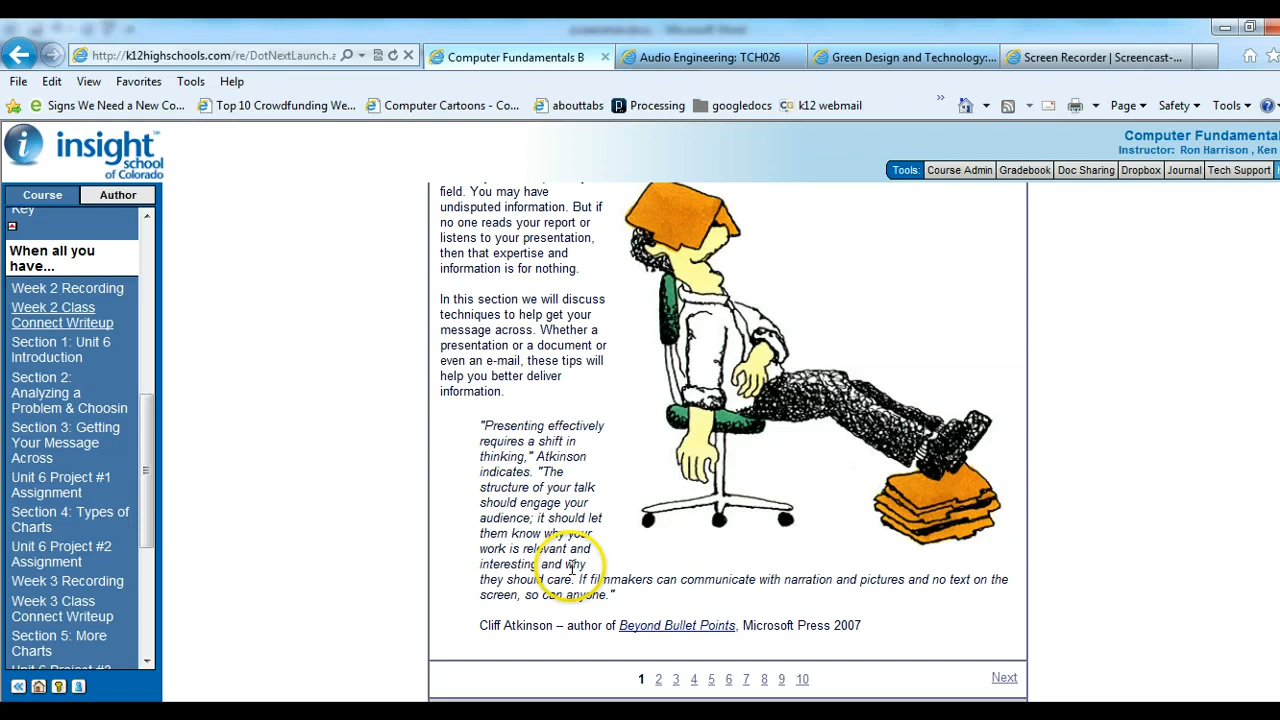 http://k12highschools.com/re/DotNextLaunch.a
Computer Fundamentals B
Audio Engineering: TCH026
Green Design and Technology:...
Screen Recorder | Screencast-...
File Edit View Favorites Tools Help
Signs We Need a New Co...
Top 10 Crowdfunding We...
Computer Cartoons - Co...
abouttabs
Processing
googledocs
k12 webmail
Page
Safety
Tools
insight
school
of Colorado
Computer Fundamenta
Instructor: Ron Harrison , Ken
Tools: Course Admin Gradebook Doc Sharing Dropbox Journal Tech Support
Course Author
Key
When all you
have...
Week 2 Recording
Week 2 Class
Connect Writeup
Section 1: Unit 6
Introduction
Section 2:
Analyzing a
Problem & Choosin
Section 3: Getting
Your Message
Across
Unit 6 Project #1
Assignment
Section 4: Types of
Charts
Unit 6 Project #2
Assignment
Week 3 Recording
Week 3 Class
Connect Writeup
Section 5: More
Charts
field. You may have
undisputed information. But if
no one reads your report or
listens to your presentation,
then that expertise and
information is for nothing.
In this section we will discuss
techniques to help get your
message across. Whether a
presentation or a document or
even an e-mail, these tips will
help you better deliver
information.
"Presenting effectively
requires a shift in
thinking," Atkinson
indicates. "The
structure of your talk
should engage your
audience; it should let
them know why your
work is relevant and
interesting and why
they should care. If filmmakers can communicate with narration and pictures and no text on the
screen, so can anyone."
Cliff Atkinson – author of Beyond Bullet Points, Microsoft Press 2007
1 2 3 4 5 6 7 8 9 10 Next